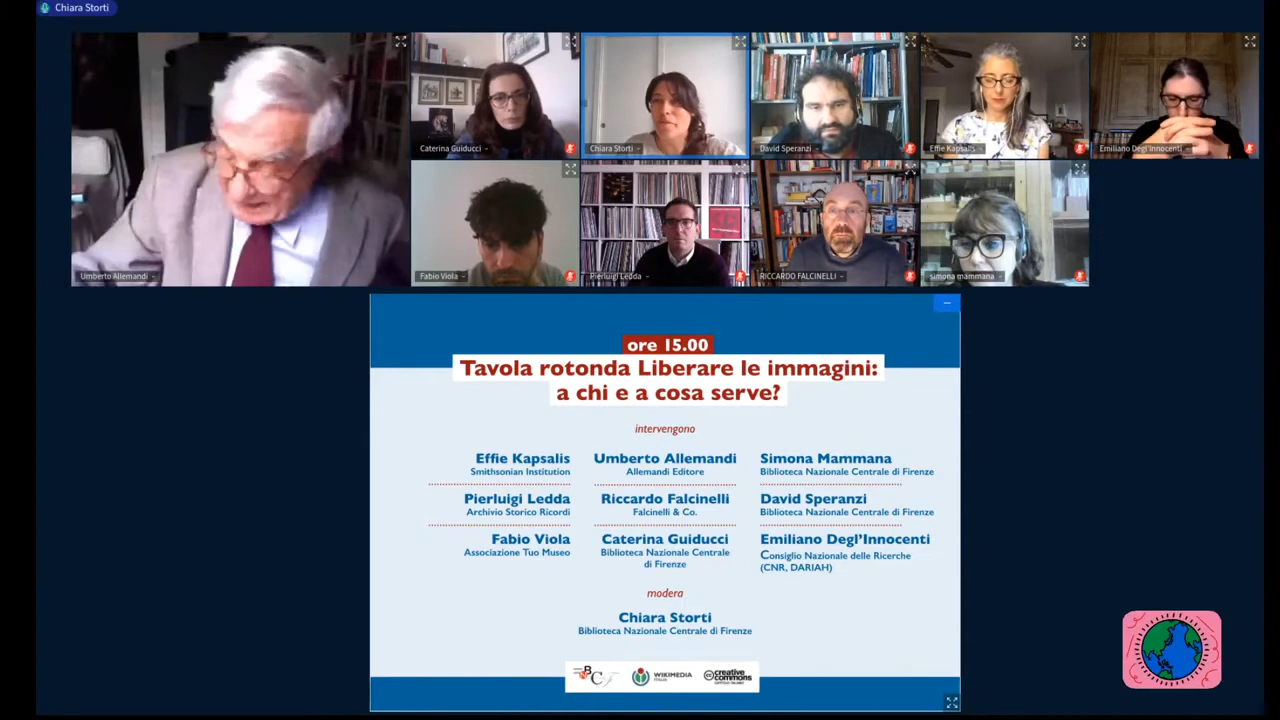 Chiara Storti
Caterina Guiducci
Chiara Storti
David Speranzi
Effie Kapsalis
Emiliano Degl'Innocenti
Umberto Allemandi
Fabio Viola
Pierluigi Ledda
RICCARDO FALCINELLI
simona mammana
ore 15.00
Tavola rotonda Liberare le immagini:
a chi e a cosa serve?
intervengono
Effie Kapsalis
Smithsonian Institution
Umberto Allemandi
Allemandi Editore
Simona Mammana
Biblioteca Nazionale Centrale di Firenze
Pierluigi Ledda
Archivio Storico Ricordi
Riccardo Falcinelli
Falcinelli & Co.
David Speranzi
Biblioteca Nazionale Centrale di Firenze
Fabio Viola
Associazione Tuo Museo
Caterina Guiducci
Biblioteca Nazionale Centrale
di Firenze
Emiliano Degl'Innocenti
Consiglio Nazionale delle Ricerche
(CNR, DARIAH)
modera
Chiara Storti
Biblioteca Nazionale Centrale di Firenze
WIKIMEDIA
ITALIA
creative
commons